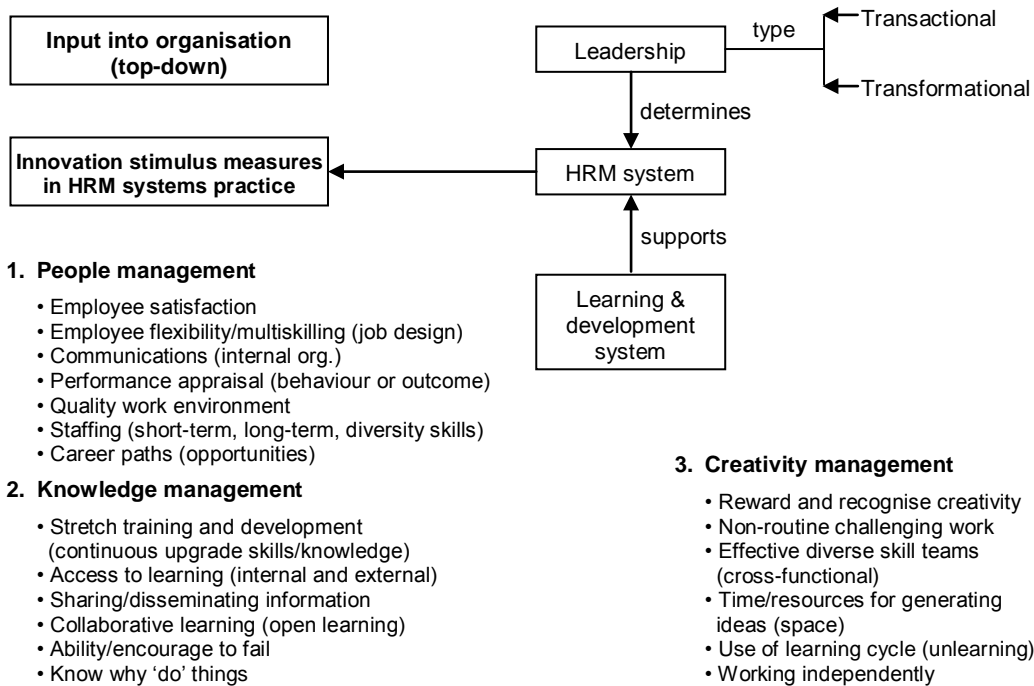 Input into organisation
(top-down)
Leadership
type
Transactional
Transformational
determines
Innovation stimulus measures
in HRM systems practice
HRM system
supports
Learning &
development
system
1. People management
• Employee satisfaction
• Employee flexibility/multiskilling (job design)
• Communications (internal org.)
• Performance appraisal (behaviour or outcome)
• Quality work environment
• Staffing (short-term, long-term, diversity skills)
• Career paths (opportunities)
2. Knowledge management
• Stretch training and development
(continuous upgrade skills/knowledge)
• Access to learning (internal and external)
• Sharing/disseminating information
• Collaborative learning (open learning)
• Ability/encourage to fail
• Know why ‘do’ things
3. Creativity management
• Reward and recognise creativity
• Non-routine challenging work
• Effective diverse skill teams
(cross-functional)
• Time/resources for generating
ideas (space)
• Use of learning cycle (unlearning)
• Working independently